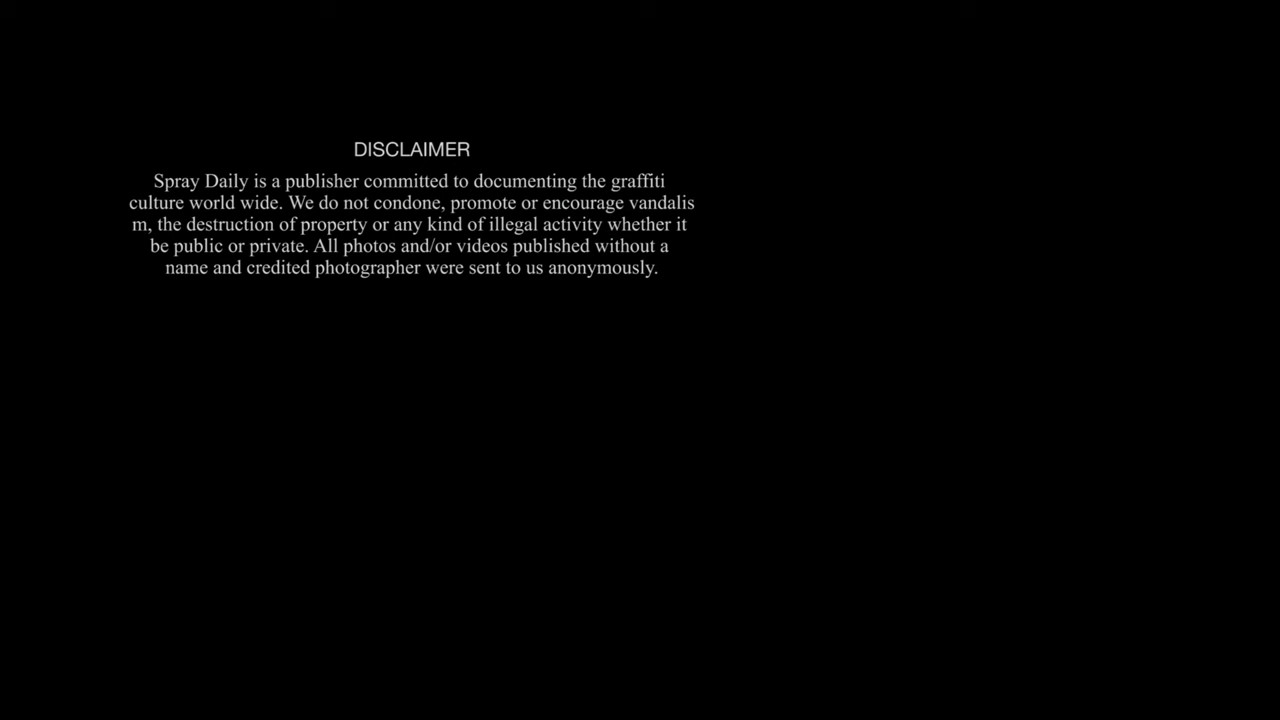 DISCLAIMER
Spray Daily is a publisher committed to documenting the graffiti
culture world wide. We do not condone, promote or encourage vandalis
m, the destruction of property or any kind of illegal activity whether it
be public or private. All photos and/or videos published without a
name and credited photographer were sent to us anonymously.